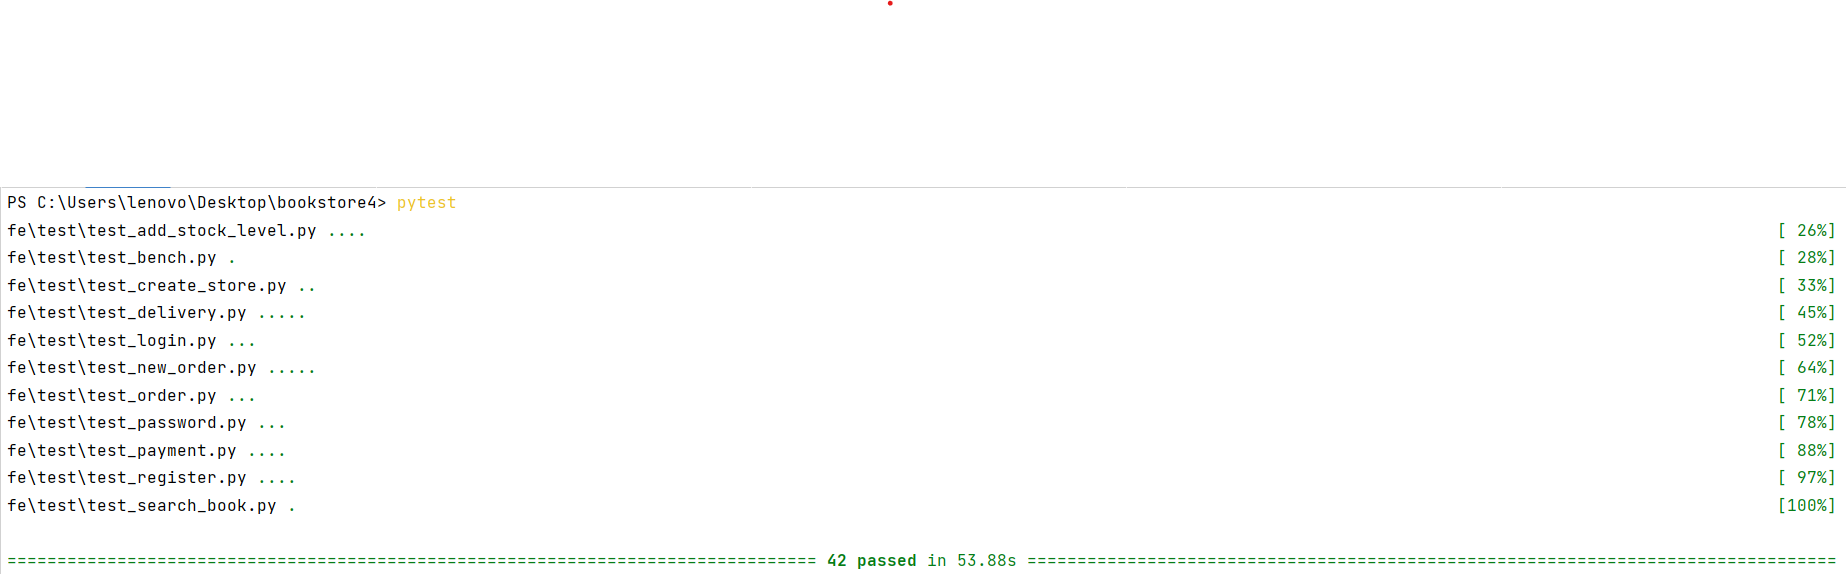 PS C:\Users\lenovo\Desktop\bookstore4> pytest
fe\test\test_add_stock_level.py .... [ 26%]
fe\test\test_bench.py . [ 28%]
fe\test\test_create_store.py .. [ 33%]
fe\test\test_delivery.py ..... [ 45%]
fe\test\test_login.py ... [ 52%]
fe\test\test_new_order.py ..... [ 64%]
fe\test\test_order.py ... [ 71%]
fe\test\test_password.py ... [ 78%]
fe\test\test_payment.py .... [ 88%]
fe\test\test_register.py .... [ 97%]
fe\test\test_search_book.py . [100%]
================================================================================= 42 passed in 53.88s =================================================================================